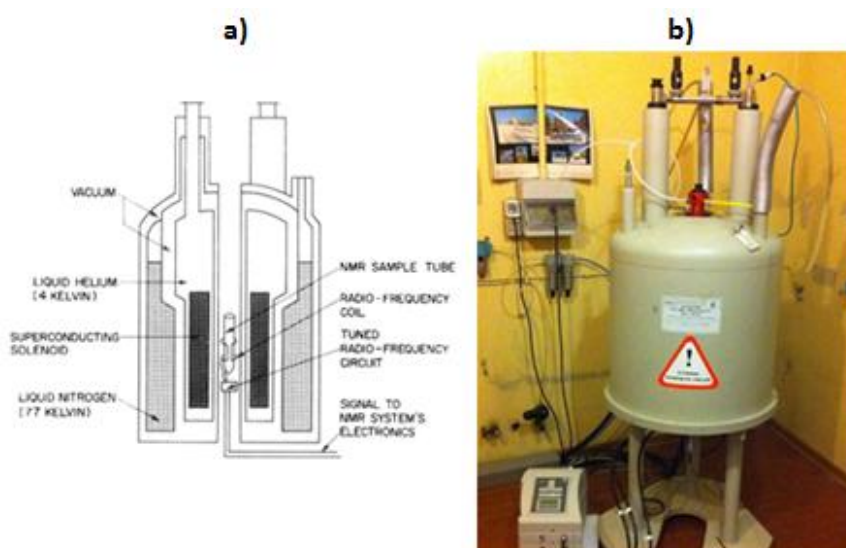 a)
b)
VACUUM
LIQUID HELIUM
(4 KELVIN)
SUPERCONDUCTING
SOLENOID
LIQUID NITROGEN
(77 KELVIN)
NMR SAMPLE TUBE
RADIO-FREQUENCY
COIL
TUNED
RADIO-FREQUENCY
CIRCUIT
SIGNAL TO
NMR SYSTEM'S
ELECTRONICS